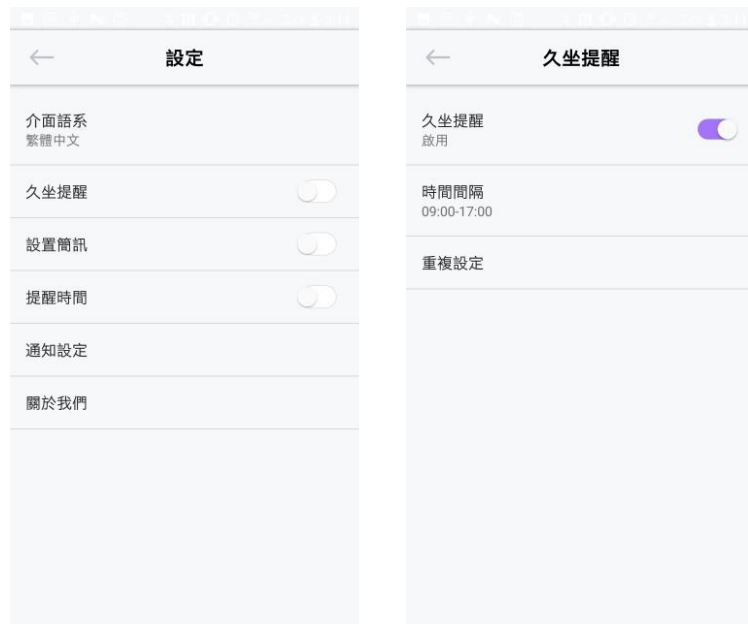 設定
介面語系
繁體中文
久坐提醒
設置簡訊
提醒時間
通知設定
關於我們
久坐提醒
久坐提醒
啟用
時間間隔
09:00-17:00
重複設定